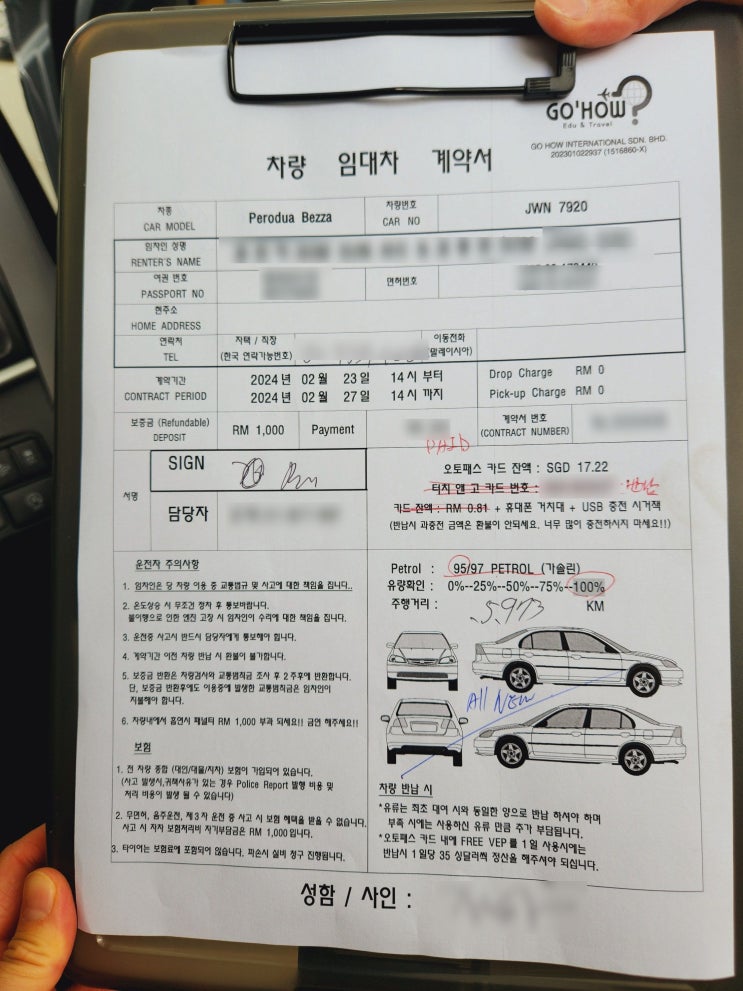 GO'HOW?
Edu & Travel
GO HOW INTERNATIONAL SDN. BHD.
202301022937 (1516860-X)
차량 임대차 계약서
차종
CAR MODEL
Perodua Bezza
차량번호
CAR NO
JWN 7920
임차인 성명
RENTER'S NAME
여권 번호
PASSPORT NO
면허번호
현주소
HOME ADDRESS
연락처
TEL
자택 / 직장
(한국 연락가능번호)
이동전화
(말레이시아)
계약기간
CONTRACT PERIOD
2024년 02월 23일 14시 부터
2024년 02월 27일 14시 까지
Drop Charge RM 0
Pick-up Charge RM 0
보증금 (Refundable)
DEPOSIT
RM 1,000
Payment
PAID
계약서 번호
(CONTRACT NUMBER)
서명
SIGN
담당자
오토패스 카드 잔액 : SGD 17.22
터치 앤 고 카드 번호 :
반납
카드 잔액 : RM 0.81 + 휴대폰 거치대 + USB 충전 시거잭
(반납시 과충전 금액은 환불이 안되세요. 너무 많이 충전하시지 마세요!!)
운전자 주의사항
1. 임차인은 당 차량 이용 중 교통법규 및 사고에 대한 책임을 집니다..
2. 온도상승 시 무조건 정차 후 통보바랍니다.
불이행으로 인한 엔진 고장 시 임차인이 수리에 대한 책임을 집니다.
3. 운전중 사고시 반드시 담당자에게 통보해야 합니다.
4. 계약기간 이전 차량 반납 시 환불이 불가합니다.
5. 보증금 반환은 차량검사와 교통범칙금 조사 후 2주후에 반환합니다.
단, 보증금 반환후에도 이용중에 발생한 교통범칙금은 임차인이
지불해야 합니다.
6. 차량내에서 흡연시 패널티 RM 1,000 부과 되세요!! 금연 해주세요!!
보험
1. 전 차량 종합 (대인/대물/자차) 보험이 가입되어 있습니다.
(사고 발생시,귀해사유가 있는 경우 Police Report 발행 비용 및
처리 비용이 발생 될 수 있습니다)
2. 무면허, 음주운전, 제3자 운전 중 사고 시 보험 혜택을 받을 수 없습니다.
사고 시 자차 보험처리비 자기부담금은 RM 1,000입니다.
3. 타이어는 보험료에 포함되어 않습니다. 파손시 실비 청구 진행됩니다.
Petrol : 95/97 PETROL (가솔린)
유량확인 : 0%--25%--50%--75%--100%
주행거리 : 5,973 KM
All NEW
차량 반납 시
*유류는 최초 대여 시와 동일한 양으로 반납 하셔야 하며
부족 시에는 사용하신 유류 만큼 추가 부담됩니다.
*오토패스 카드 내에 FREE VEP를 1일 사용시에는
반납시 1일당 35 싱달러씩 정산을 해주셔야 되십니다.
성함 / 사인 :